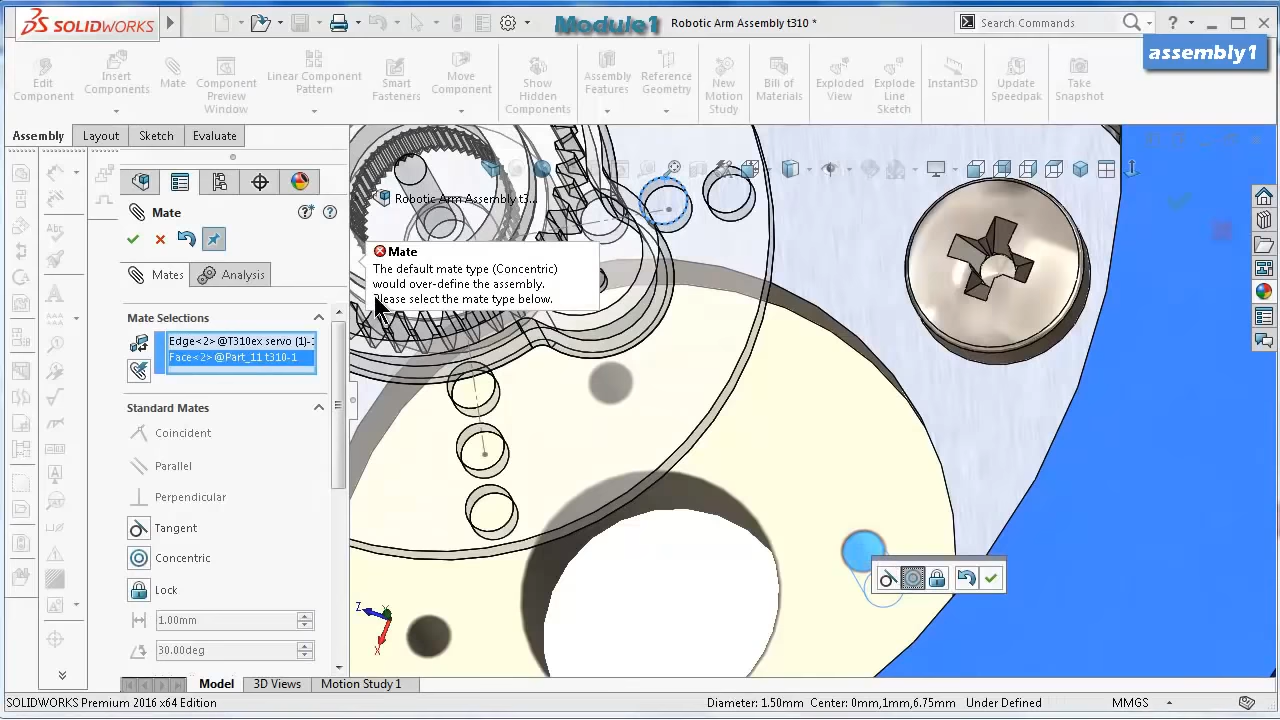 SOLIDWORKS
Module1
Robotic Arm Assembly t310 *
Search Commands
assembly1
Edit Component
Insert Components
Mate
Component Preview Window
Linear Component Pattern
Smart Fasteners
Move Component
Show Hidden Components
Assembly Features
Reference Geometry
New Motion Study
Bill of Materials
Exploded View
Explode Line Sketch
Instant3D
Update Speedpak
Take Snapshot
Assembly
Layout
Sketch
Evaluate
Robotic Arm Assembly t3...
Mate
Mates
Analysis
Mate
The default mate type (Concentric)
would over-define the assembly.
Please select the mate type below.
Mate Selections
Edge<2>@T310ex servo (1)-
Face<2>@Part_11 t310-1
Standard Mates
Coincident
Parallel
Perpendicular
Tangent
Concentric
Lock
1.00mm
30.00deg
Z
X
Model
3D Views
Motion Study 1
SOLIDWORKS Premium 2016 x64 Edition
Diameter: 1.50mm Center: 0mm,1mm,6.75mm
Under Defined
MMGS